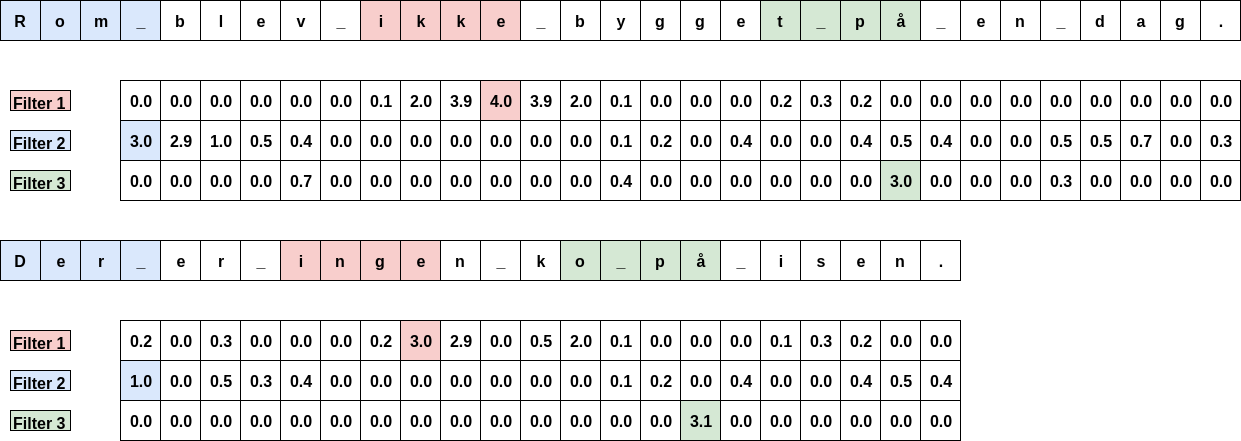 R o m _ b l e v _ i k k e _ b y g g e t _ p å _ e n _ d a g .
Filter 1 0.0 0.0 0.0 0.0 0.0 0.0 0.1 2.0 3.9 4.0 3.9 2.0 0.1 0.0 0.0 0.0 0.2 0.3 0.2 0.0 0.0 0.0 0.0 0.0 0.0 0.0 0.0 0.0
Filter 2 3.0 2.9 1.0 0.5 0.4 0.0 0.0 0.0 0.0 0.0 0.0 0.0 0.1 0.2 0.0 0.4 0.0 0.0 0.4 0.5 0.4 0.0 0.0 0.5 0.5 0.7 0.0 0.3
Filter 3 0.0 0.0 0.0 0.0 0.7 0.0 0.0 0.0 0.0 0.0 0.0 0.0 0.4 0.0 0.0 0.0 0.0 0.0 0.0 3.0 0.0 0.0 0.0 0.3 0.0 0.0 0.0 0.0
D e r _ e r _ i n g e n _ k o _ p å _ i s e n .
Filter 1 0.2 0.0 0.3 0.0 0.0 0.0 0.2 3.0 2.9 0.0 0.5 2.0 0.1 0.0 0.0 0.0 0.1 0.3 0.2 0.0 0.0
Filter 2 1.0 0.0 0.5 0.3 0.4 0.0 0.0 0.0 0.0 0.0 0.0 0.0 0.1 0.2 0.0 0.4 0.0 0.0 0.4 0.5 0.4
Filter 3 0.0 0.0 0.0 0.0 0.0 0.0 0.0 0.0 0.0 0.0 0.0 0.0 0.0 0.0 3.1 0.0 0.0 0.0 0.0 0.0 0.0